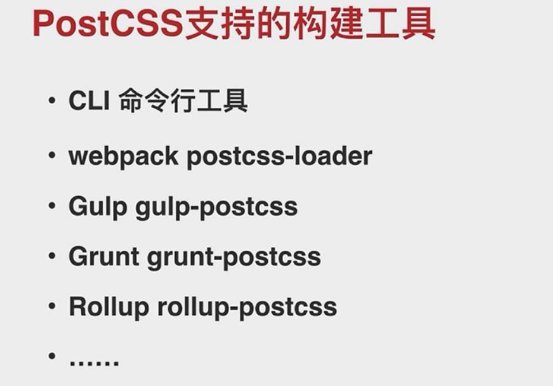 PostCSS支持的构建工具
• CLI 命令行工具
• webpack postcss-loader
• Gulp gulp-postcss
• Grunt grunt-postcss
• Rollup rollup-postcss
• ……